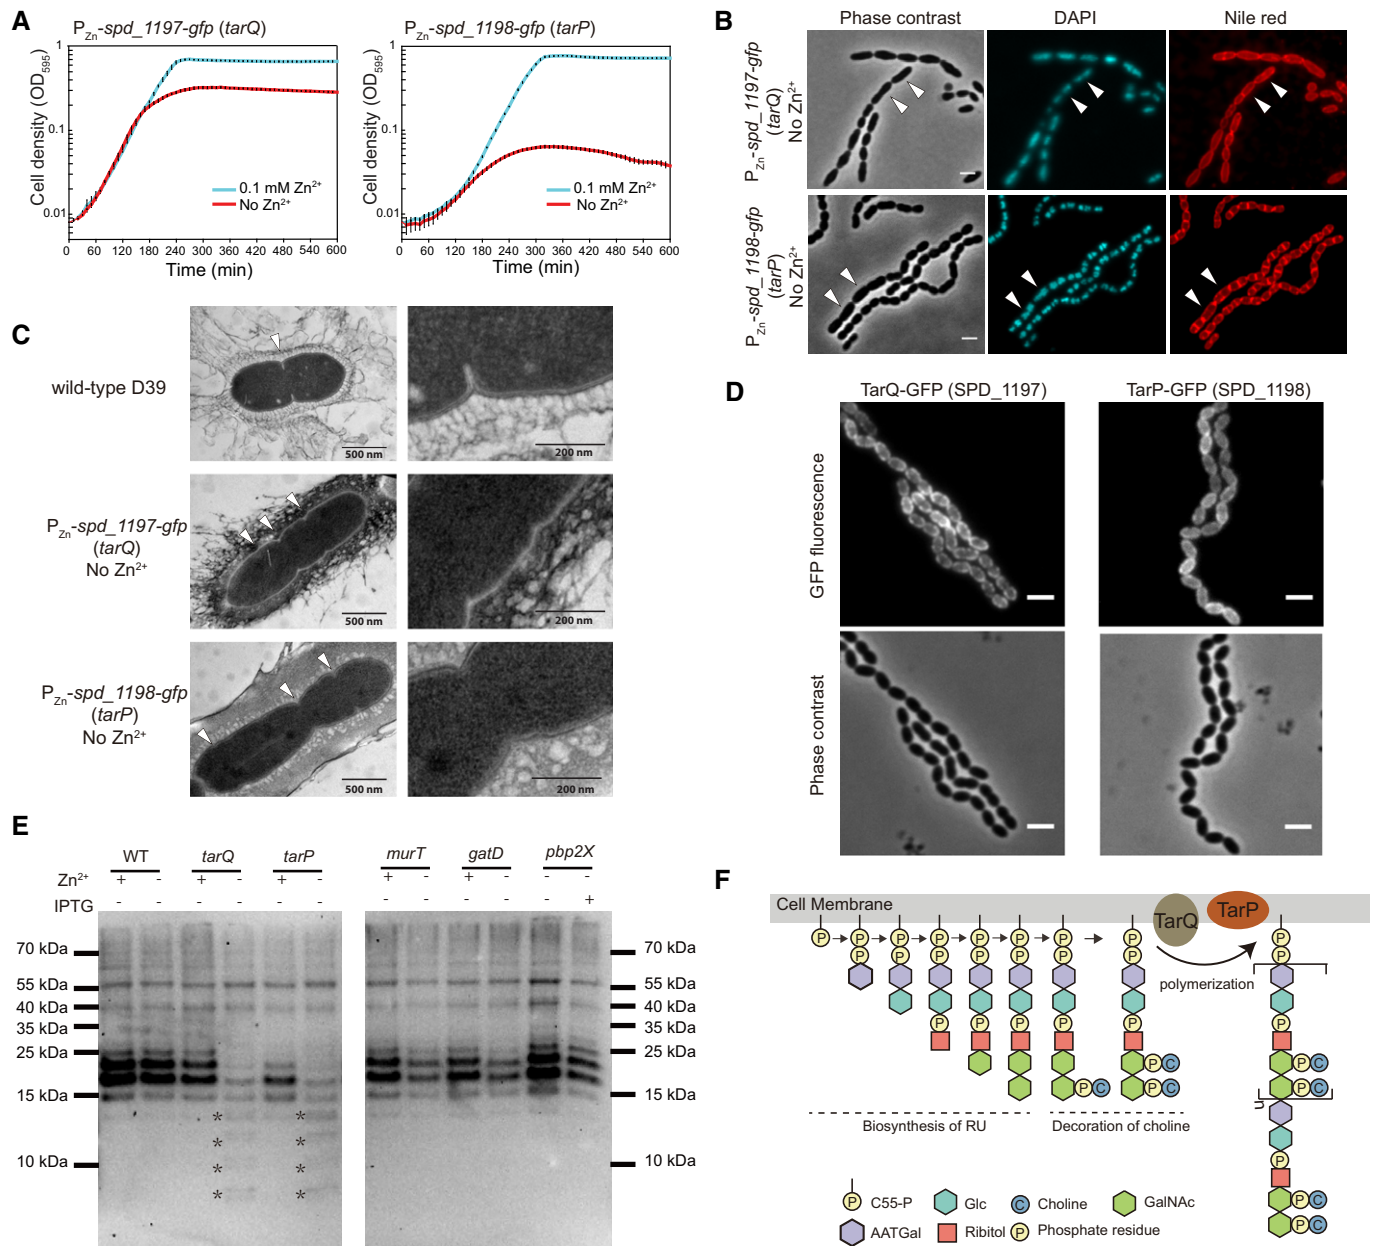 A
P_Zn-spd_1197-gfp (tarQ)
Cell density (OD595)
1
0.1
0.01
0.1 mM Zn2+
No Zn2+
0 60 120 180 240 300 360 420 480 540 600
Time (min)
P_Zn-spd_1198-gfp (tarP)
Cell density (OD595)
1
0.1
0.01
0.1 mM Zn2+
No Zn2+
0 60 120 180 240 300 360 420 480 540 600
Time (min)
B
Phase contrast DAPI Nile red
P_Zn-spd_1197-gfp
(tarQ)
No Zn2+
P_Zn-spd_1198-gfp
(tarP)
No Zn2+
C
wild-type D39
500 nm
200 nm
P_Zn-spd_1197-gfp
(tarQ)
No Zn2+
500 nm
200 nm
P_Zn-spd_1198-gfp
(tarP)
No Zn2+
500 nm
200 nm
D
TarQ-GFP (SPD_1197) TarP-GFP (SPD_1198)
GFP fluorescence
Phase contrast
E
WT tarQ tarP murT gatD pbp2X
Zn2+ + - + - + - + - + - - -
IPTG - - - - - - - - - - - +
70 kDa 70 kDa
55 kDa 55 kDa
40 kDa 40 kDa
35 kDa 35 kDa
25 kDa 25 kDa
15 kDa 15 kDa
* *
* *
10 kDa 10 kDa
* *
* *
F
Cell Membrane
TarQ TarP
P P P P P P P P P
P P P P P P P P
polymerization
P P P P P P
P C
P C P C P C
n
Biosynthesis of RU Decoration of choline
P
P C
P C
P C55-P Glc C Choline GalNAc
AATGal Ribitol P Phosphate residue